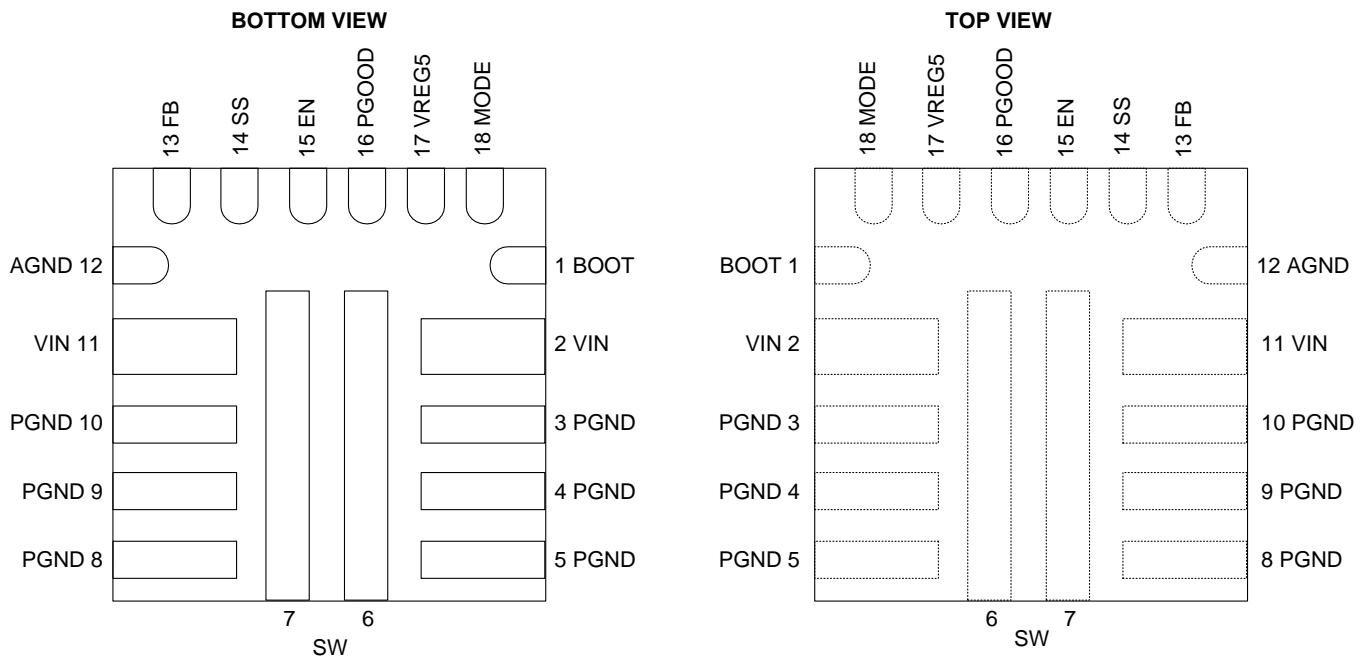 BOTTOM VIEW
13 FB
14 SS
15 EN
16 PGOOD
17 VREG5
18 MODE
AGND 12
1 BOOT
VIN 11
2 VIN
PGND 10
3 PGND
PGND 9
4 PGND
PGND 8
5 PGND
7
6
SW
TOP VIEW
18 MODE
17 VREG5
16 PGOOD
15 EN
14 SS
13 FB
BOOT 1
12 AGND
VIN 2
11 VIN
PGND 3
10 PGND
PGND 4
9 PGND
PGND 5
8 PGND
6
7
SW